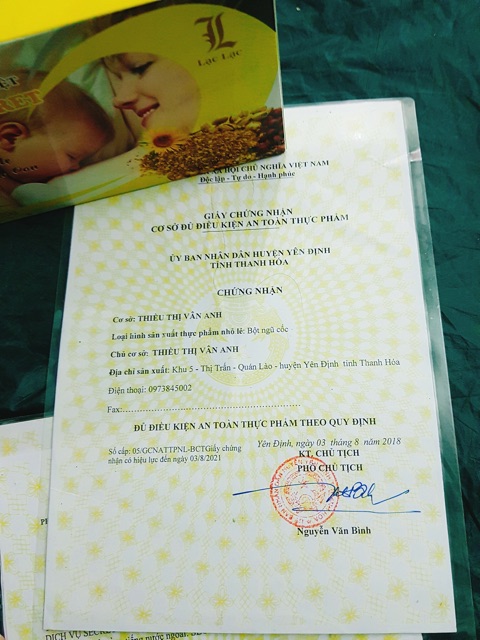 L
LẠC LẠC
HỘI CHỦ NGHĨA VIỆT NAM
Độc lập - Tự do - Hạnh phúc
GIẤY CHỨNG NHẬN
CƠ SỞ ĐỦ ĐIỀU KIỆN AN TOÀN THỰC PHẨM
ỦY BAN NHÂN DÂN HUYỆN YÊN ĐỊNH
TỈNH THANH HÓA
CHỨNG NHẬN
Cơ sở: THIỀU THỊ VÂN ANH
Loại hình sản xuất thực phẩm nhỏ lẻ: Bột ngũ cốc
Chủ cơ sở: THIỀU THỊ VÂN ANH
Địa chỉ sản xuất: Khu 5 - Thị Trấn - Quán Lào - huyện Yên Định tỉnh Thanh Hóa
Điện thoại: 0973845002
Fax:......................................................
ĐỦ ĐIỀU KIỆN AN TOÀN THỰC PHẨM THEO QUY ĐỊNH
Số cấp: 05/GCNATTPNL-BCTGiấy chứng
nhận có hiệu lực đến ngày 03/8/2021
Yên Định, ngày 03 tháng 8 năm 2018
KT. CHỦ TỊCH
PHÓ CHỦ TỊCH
Nguyễn Văn Bình
DỊCH VỤ
tiếng nước ngoài: